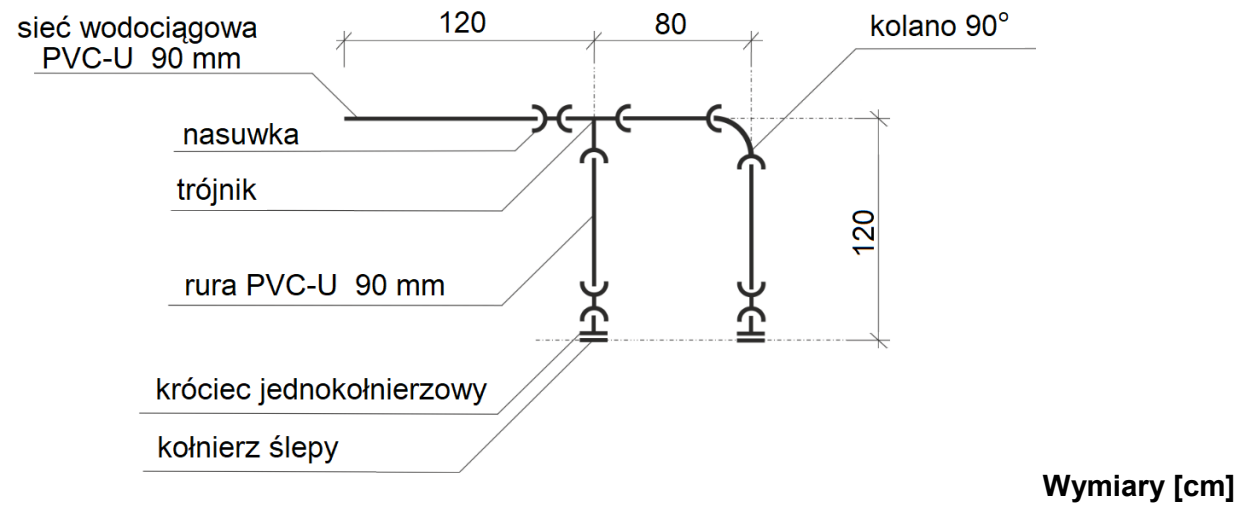 sieć wodociągowa
PVC-U 90 mm
120
80
kolano 90°
nasuwka
trójnik
120
rura PVC-U 90 mm
króciec jednokołnierzowy
kołnierz ślepy
Wymiary [cm]